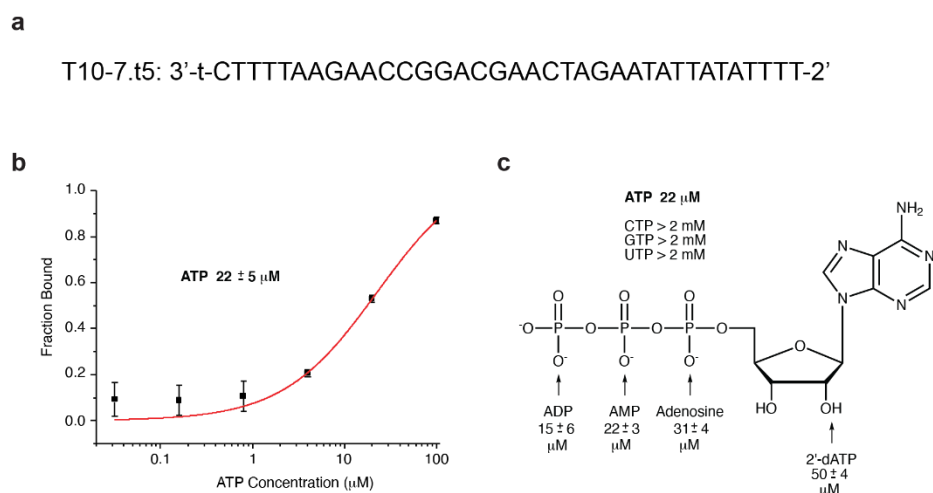 a
T10-7.t5: 3’-t-CTTTTAAGAACCGGACGAACTAGAATATTATATTTT-2’
b
1.0
0.8
0.6
0.4
0.2
0.0
Fraction Bound
ATP 22 ± 5 µM
0.1
1
10
100
ATP Concentration (µM)
c
ATP 22 µM
CTP > 2 mM
GTP > 2 mM
UTP > 2 mM
NH₂
N
N
N
N
O
O
O
⁻O
P
O
P
O
P
O
O
O⁻
O⁻
O⁻
HO
OH
ADP
15 ± 6
µM
AMP
22 ± 3
µM
Adenosine
31 ± 4
µM
2'-dATP
50 ± 4
µM